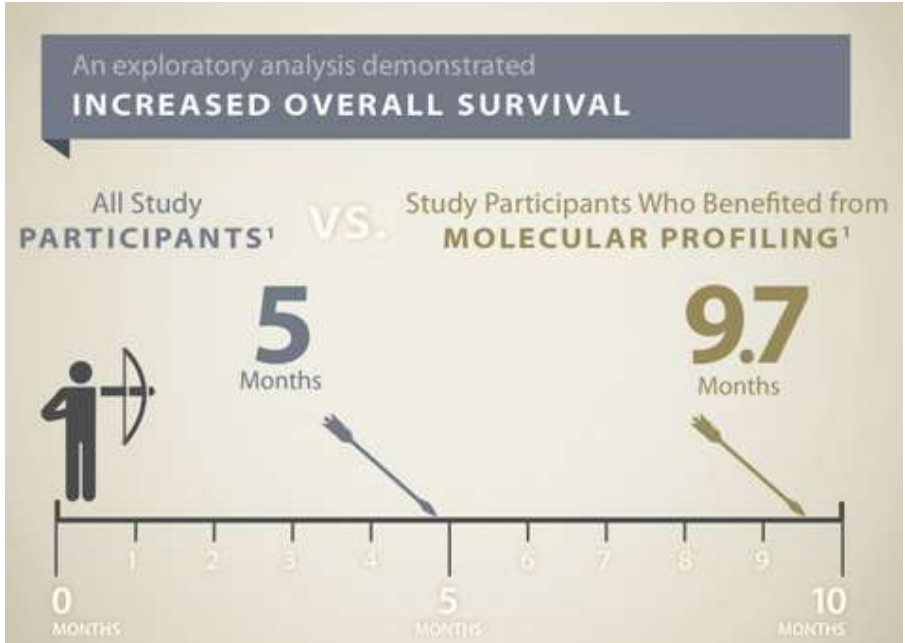 An exploratory analysis demonstrated
INCREASED OVERALL SURVIVAL
All Study
PARTICIPANTS¹
VS.
Study Participants Who Benefited from
MOLECULAR PROFILING¹
5
Months
9.7
Months
1 2 3 4 6 7 8 9
0 5 10
MONTHS MONTHS MONTHS